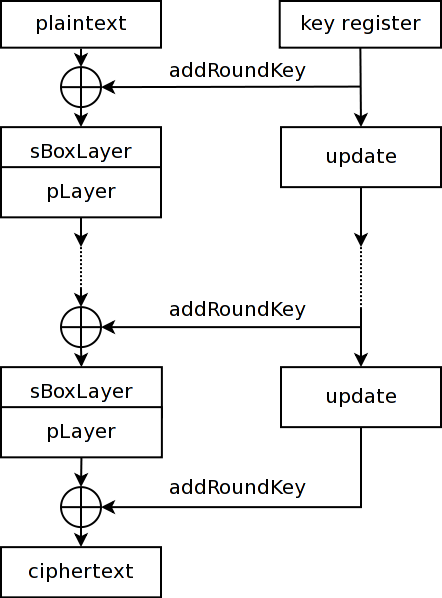 plaintext
key register
addRoundKey
sBoxLayer
update
pLayer
addRoundKey
sBoxLayer
update
pLayer
addRoundKey
ciphertext